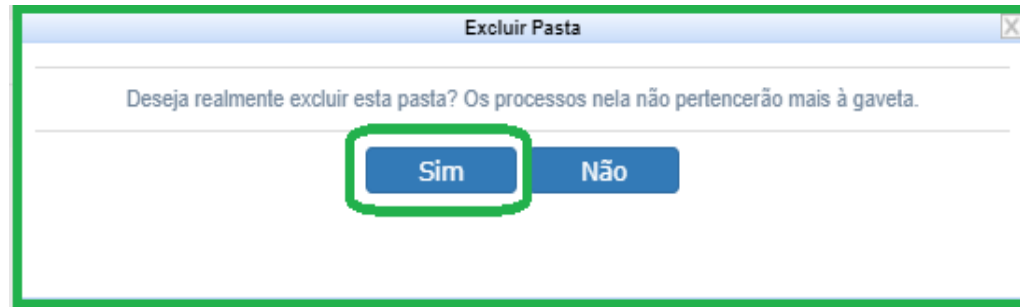 Excluir Pasta
Deseja realmente excluir esta pasta? Os processos nela não pertencerão mais à gaveta.
Sim Não